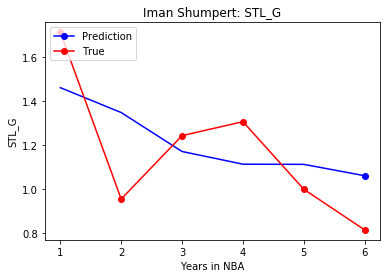 Iman Shumpert: STL_G
Prediction
True
STL_G
1.6
1.4
1.2
1.0
0.8
1 2 3 4 5 6
Years in NBA